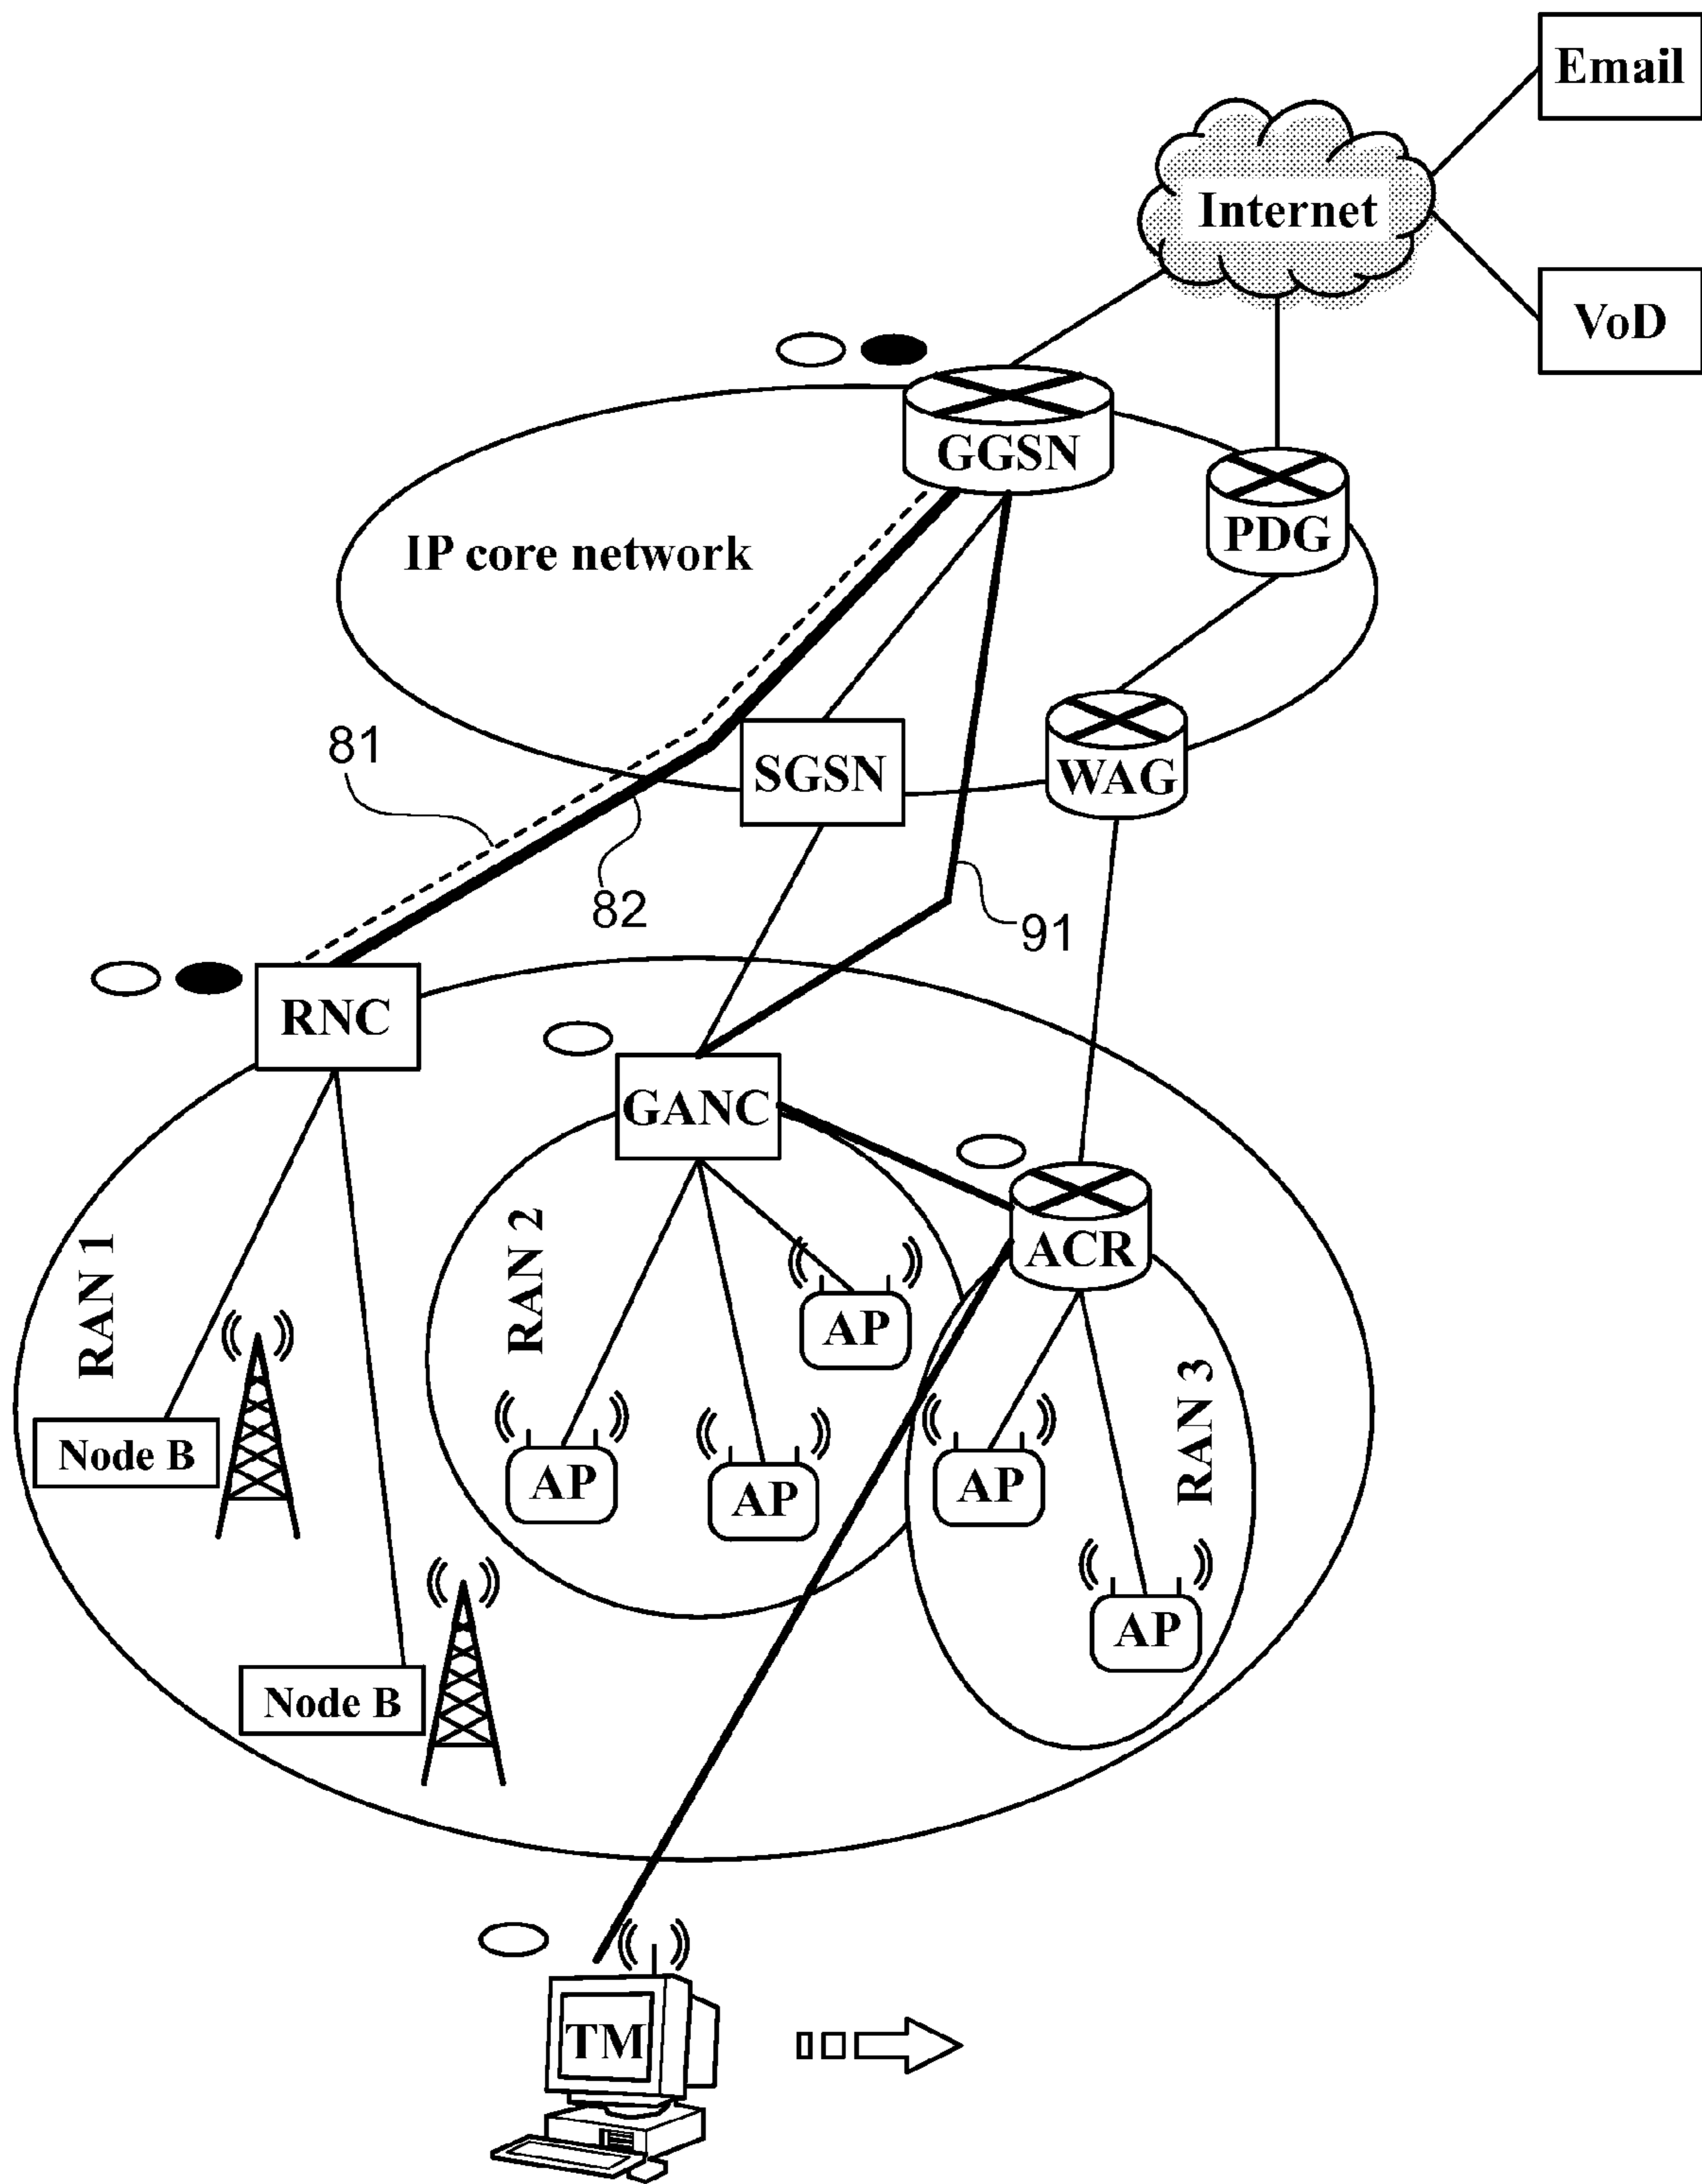 Email
Internet
VoD
GGSN
PDG
IP core network
81
SGSN
WAG
82
91
RNC
GANC
RAN 1
RAN 2
ACR
AP
RAN 3
Node B
AP
AP
AP
AP
Node B
TM